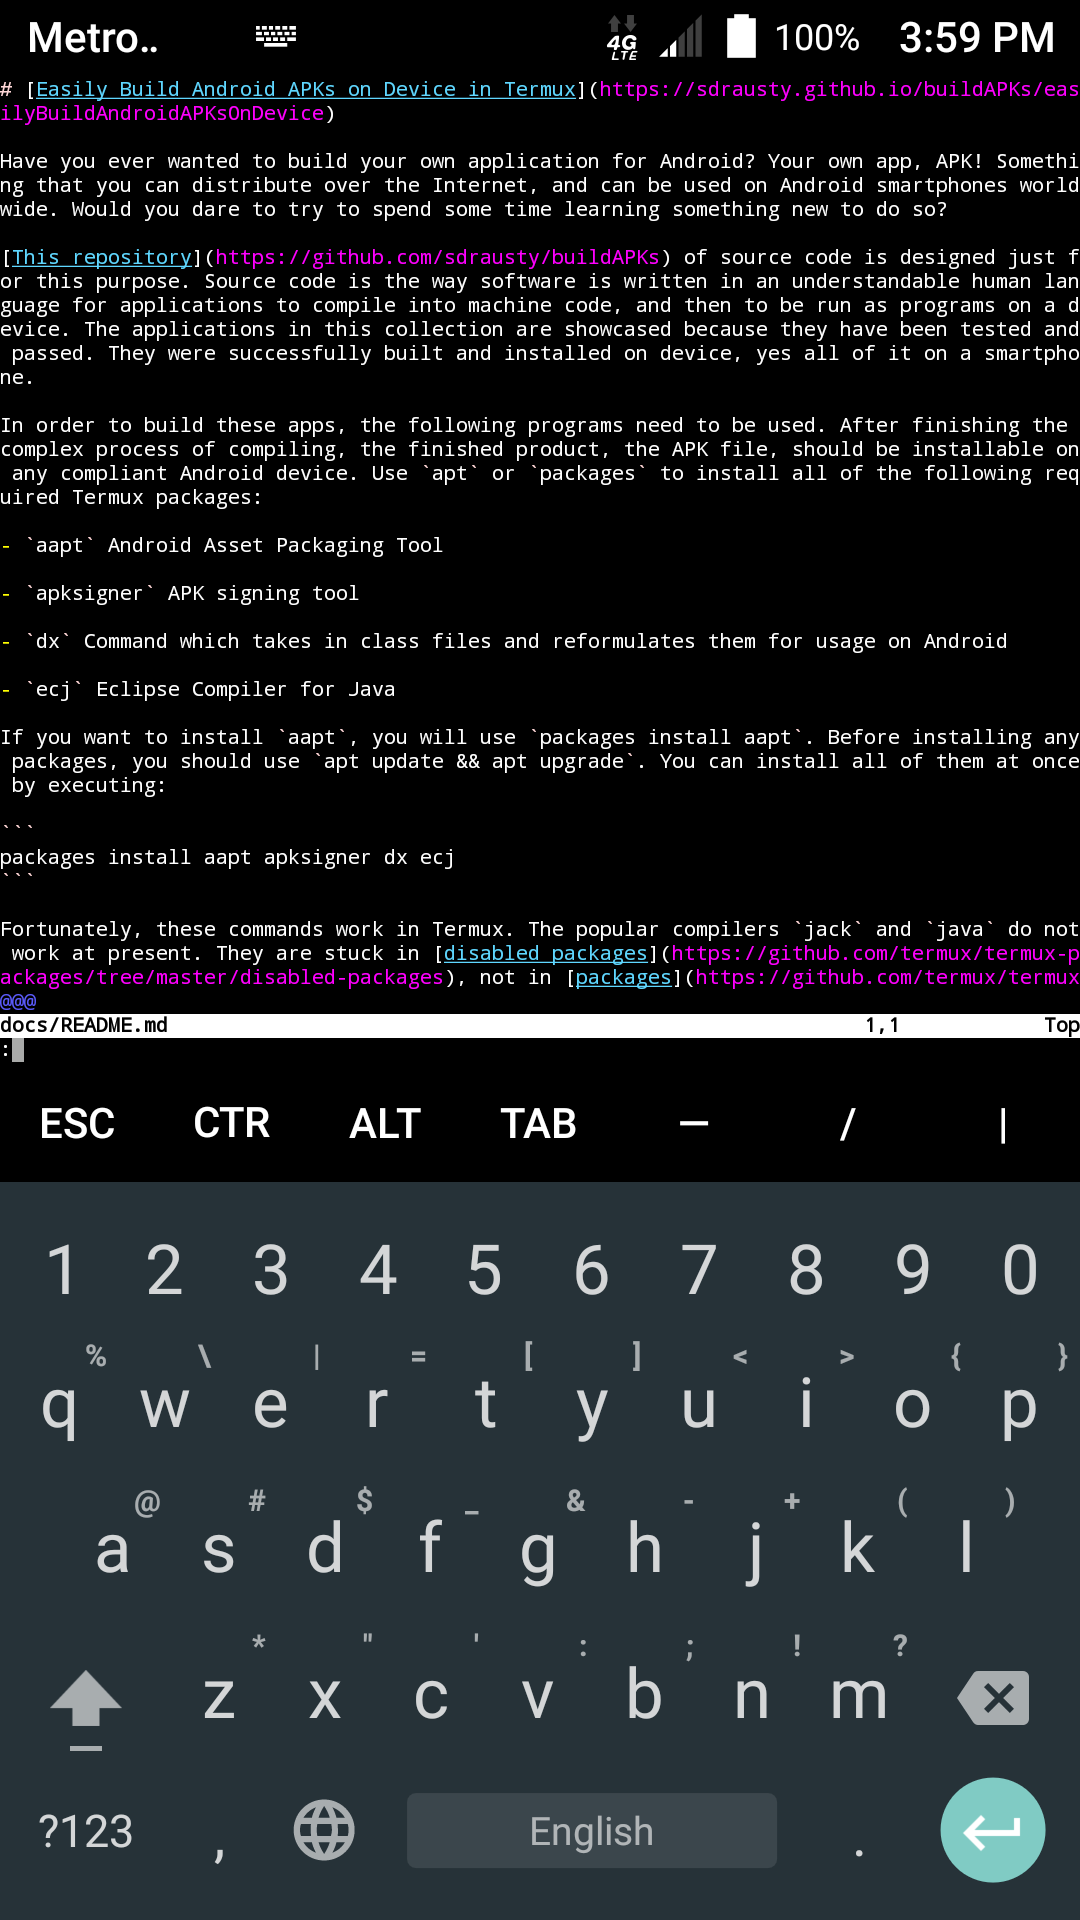 Metro..
4G
LTE
100%
3:59 PM
# [Easily Build Android APKs on Device in Termux](https://sdrausty.github.io/buildAPKs/eas
ilyBuildAndroidAPKsOnDevice)
Have you ever wanted to build your own application for Android? Your own app, APK! Somethi
ng that you can distribute over the Internet, and can be used on Android smartphones world
wide. Would you dare to try to spend some time learning something new to do so?
[This repository](https://github.com/sdrausty/buildAPKs) of source code is designed just f
or this purpose. Source code is the way software is written in an understandable human lan
guage for applications to compile into machine code, and then to be run as programs on a d
evice. The applications in this collection are showcased because they have been tested and
 passed. They were successfully built and installed on device, yes all of it on a smartpho
ne.
In order to build these apps, the following programs need to be used. After finishing the
complex process of compiling, the finished product, the APK file, should be installable on
 any compliant Android device. Use `apt` or `packages` to install all of the following req
uired Termux packages:
- `aapt` Android Asset Packaging Tool
- `apksigner` APK signing tool
- `dx` Command which takes in class files and reformulates them for usage on Android
- `ecj` Eclipse Compiler for Java
If you want to install `aapt`, you will use `packages install aapt`. Before installing any
 packages, you should use `apt update && apt upgrade`. You can install all of them at once
 by executing:
```
packages install aapt apksigner dx ecj
```
Fortunately, these commands work in Termux. The popular compilers `jack` and `java` do not
 work at present. They are stuck in [disabled packages](https://github.com/termux/termux-p
ackages/tree/master/disabled-packages), not in [packages](https://github.com/termux/termux
@@@
docs/README.md 1,1 Top
:
ESC CTR ALT TAB — / |
1 2 3 4 5 6 7 8 9 0
% \ | = [ ] < > { }
q w e r t y u i o p
@ # $ _ & - + ( )
a s d f g h j k l
* " ' : ; ! ?
z x c v b n m
?123 , English .